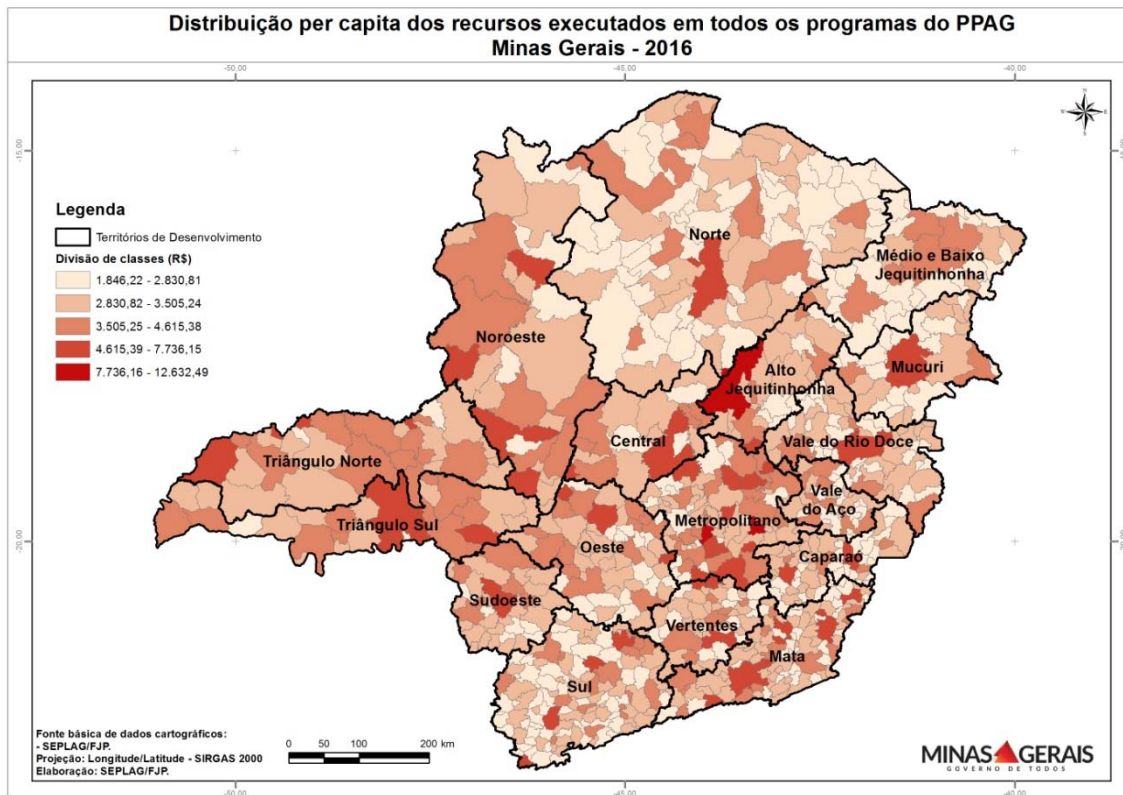 Distribuição per capita dos recursos executados em todos os programas do PPAG
Minas Gerais - 2016
-50,00
-45,00
-40,00
-15,00
-15,00
-20,00
-20,00
N
W
E
S
Legenda
Territórios de Desenvolvimento
Divisão de classes (R$)
1.846,22 - 2.830,81
2.830,82 - 3.505,24
3.505,25 - 4.615,38
4.615,39 - 7.736,15
7.736,16 - 12.632,49
Norte
Médio e Baixo
Jequitinhonha
Noroeste
Mucuri
Alto
Jequitinhonha
Central
Vale do Rio Doce
Triângulo Norte
Vale
do Aço
Triângulo Sul
Metropolitano
Oeste
Caparaó
Sudoeste
Vertentes
Mata
Sul
Fonte básica de dados cartográficos:
- SEPLAG/FJP.
Projeção: Longitude/Latitude - SIRGAS 2000
Elaboração: SEPLAG/FJP.
0 50 100 200 km
MINAS GERAIS
GOVERNO DE TODOS
-50,00
-45,00
-40,00